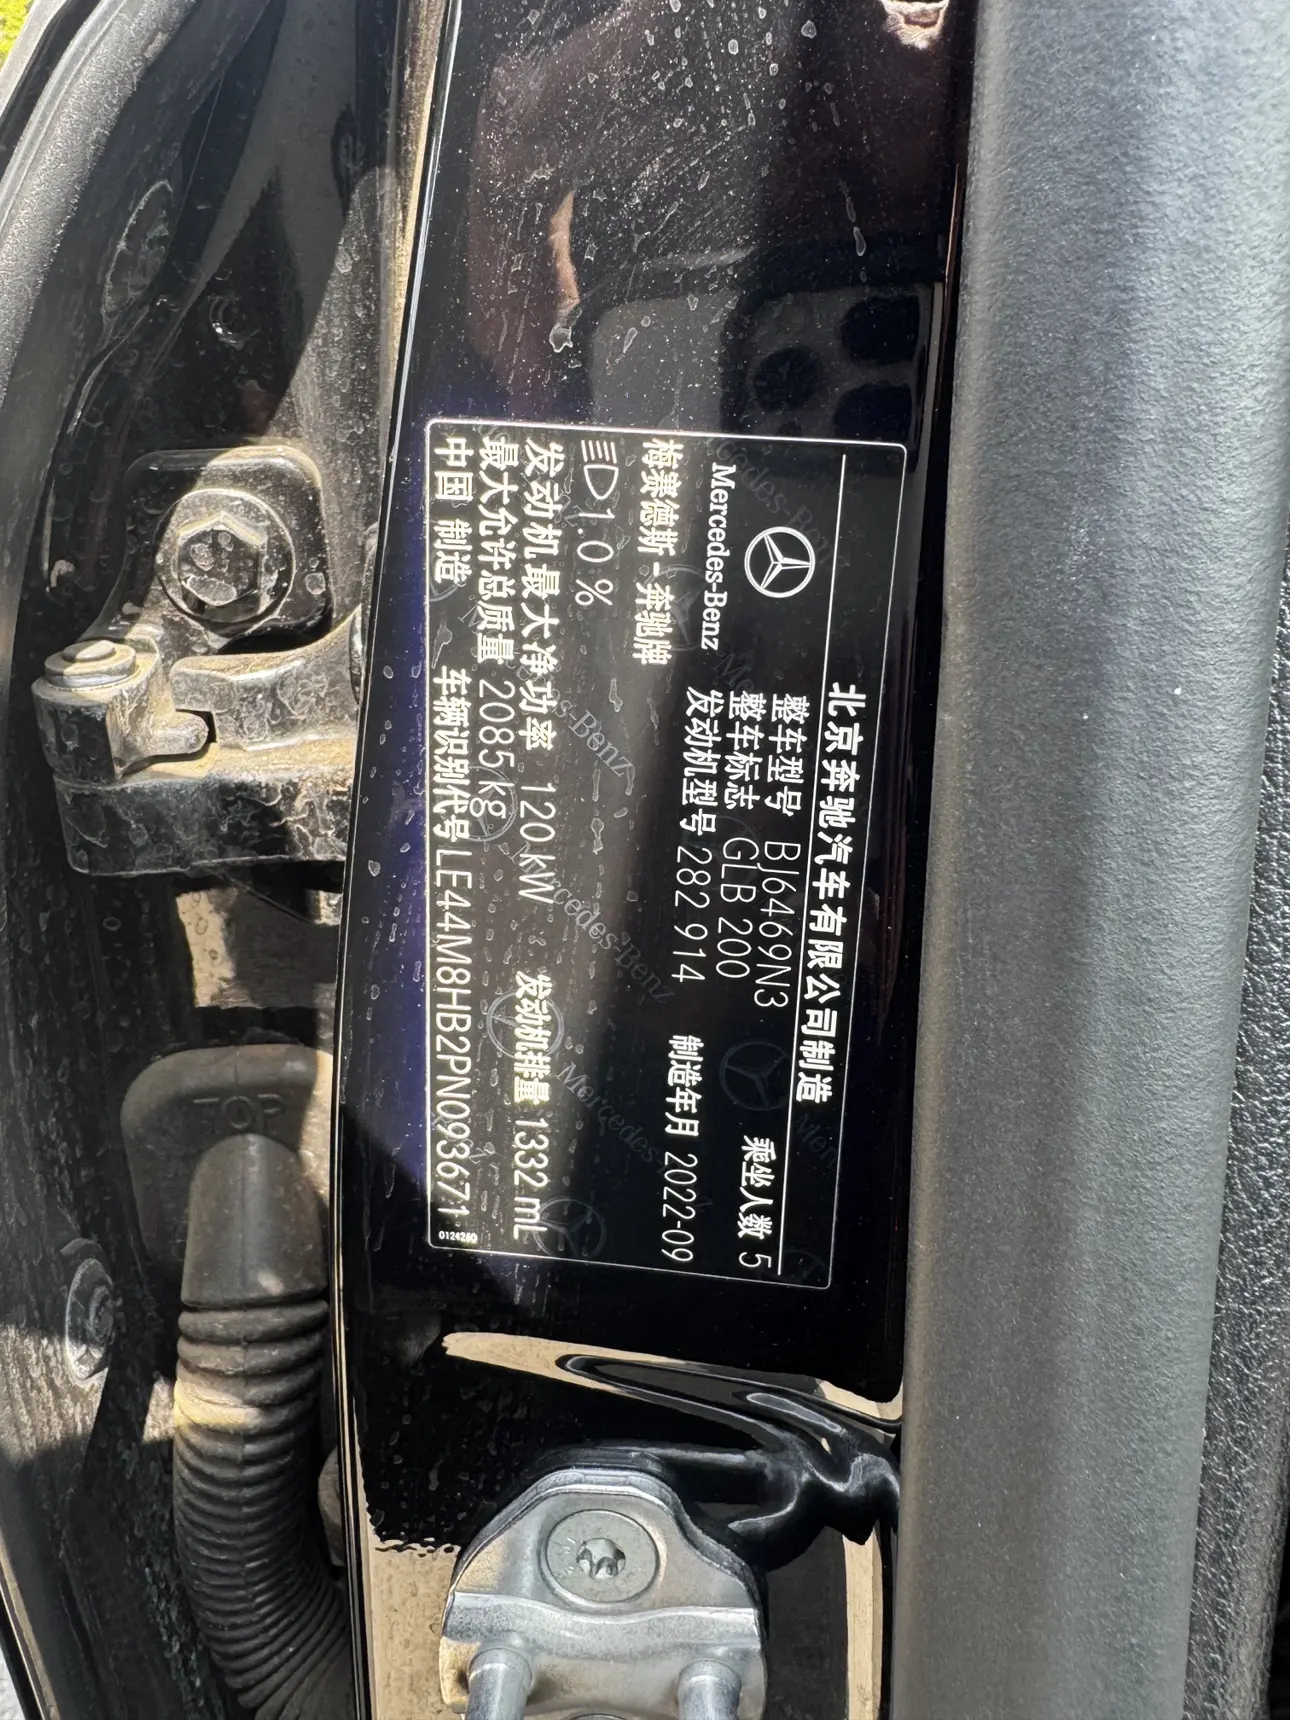 北京奔驰汽车有限公司制造
Mercedes-Benz
整车型号 BJ6469N3
整车标志 GLB 200
乘坐人数 5
梅赛德斯-奔驰牌
发动机型号 282 914
制造年月 2022-09
1.0 %
发动机最大净功率 120 kW
发动机排量 1332 mL
最大允许总质量 2085 kg
中国 制造
车辆识别代号 LE44M8HB2PN093671
TOP